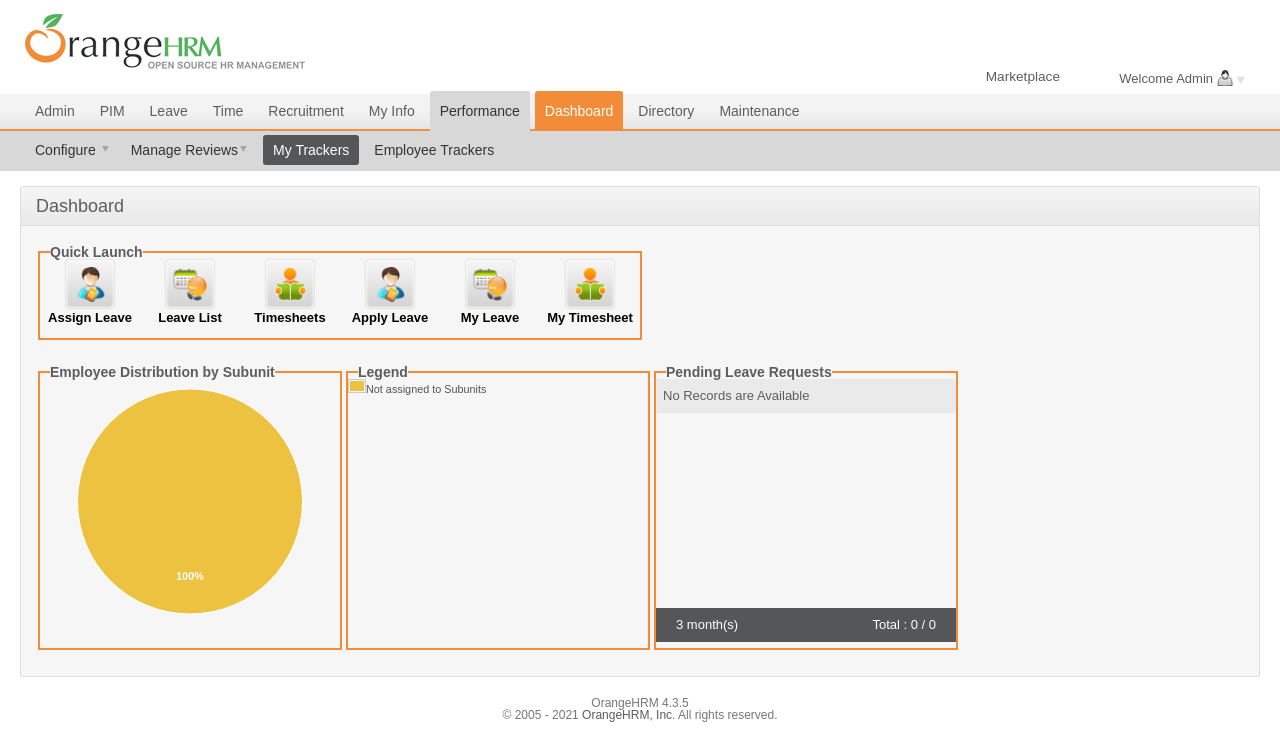 OrangeHRM
OPEN SOURCE HR MANAGEMENT
Marketplace
Welcome Admin
Admin PIM Leave Time Recruitment My Info Performance Dashboard Directory Maintenance
Configure Manage Reviews My Trackers Employee Trackers
Dashboard
Quick Launch
Assign Leave Leave List Timesheets Apply Leave My Leave My Timesheet
Employee Distribution by Subunit
100%
Legend
Not assigned to Subunits
Pending Leave Requests
No Records are Available
3 month(s) Total : 0 / 0
OrangeHRM 4.3.5
© 2005 - 2021 OrangeHRM, Inc. All rights reserved.